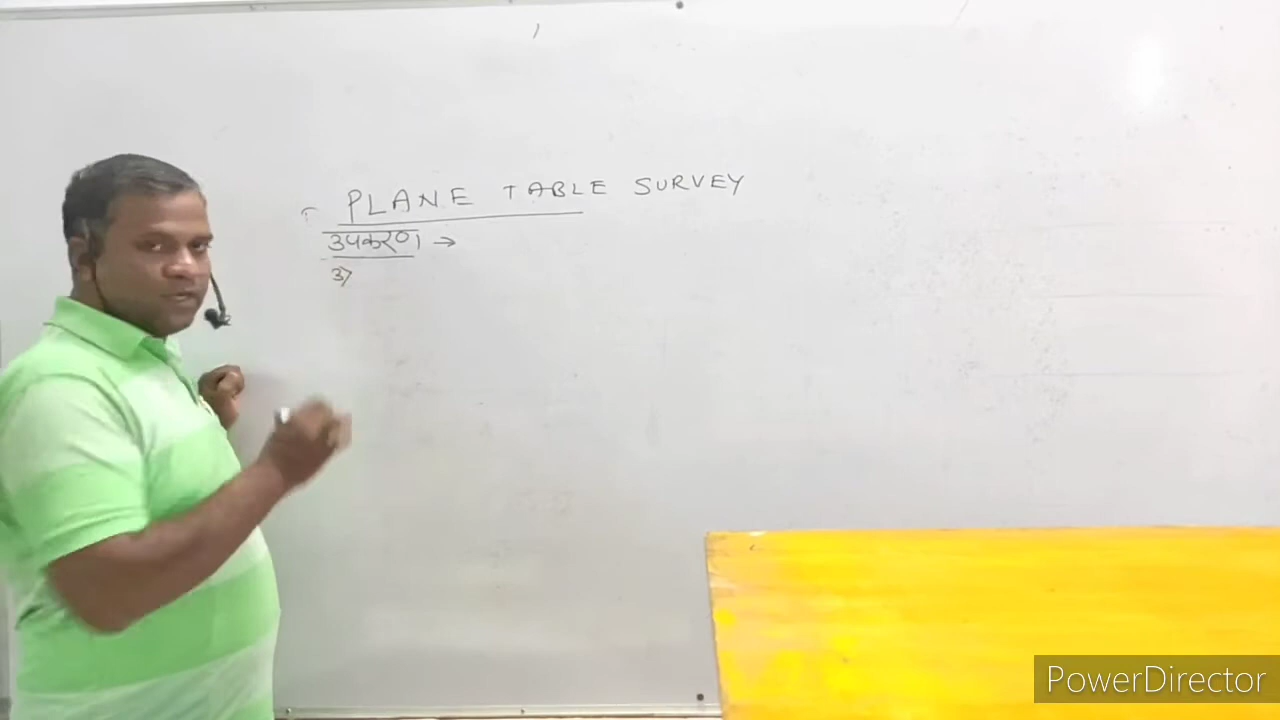 PLANE TABLE SURVEY
उपकरण →
PowerDirector